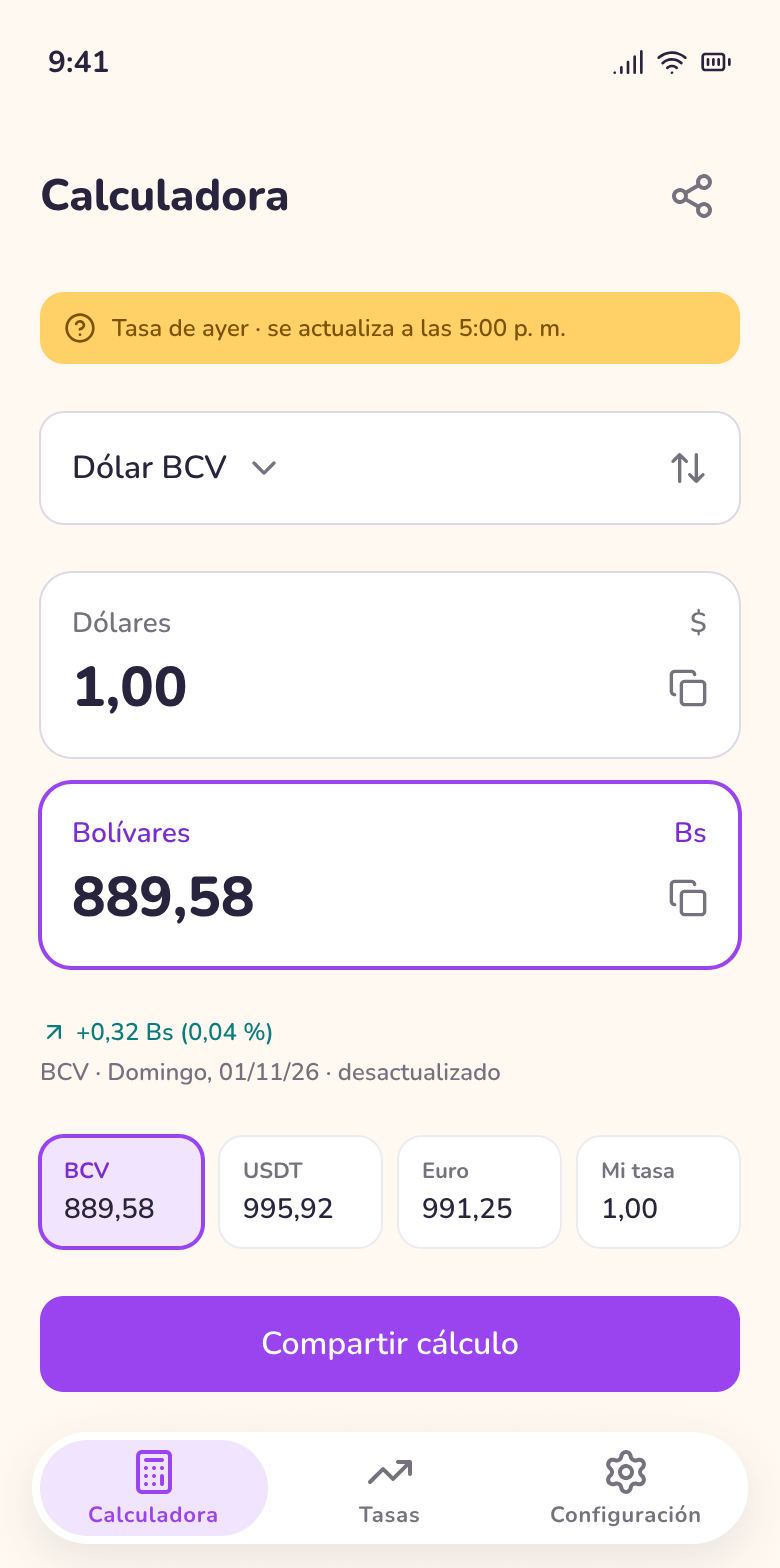 9:41
Calculadora
Tasa de ayer · se actualiza a las 5:00 p. m.
Dólar BCV
Dólares $
1,00
Bolívares Bs
889,58
+0,32 Bs (0,04 %)
BCV · Domingo, 01/11/26 · desactualizado
BCV USDT Euro Mi tasa
889,58 995,92 991,25 1,00
Compartir cálculo
Calculadora Tasas Configuración